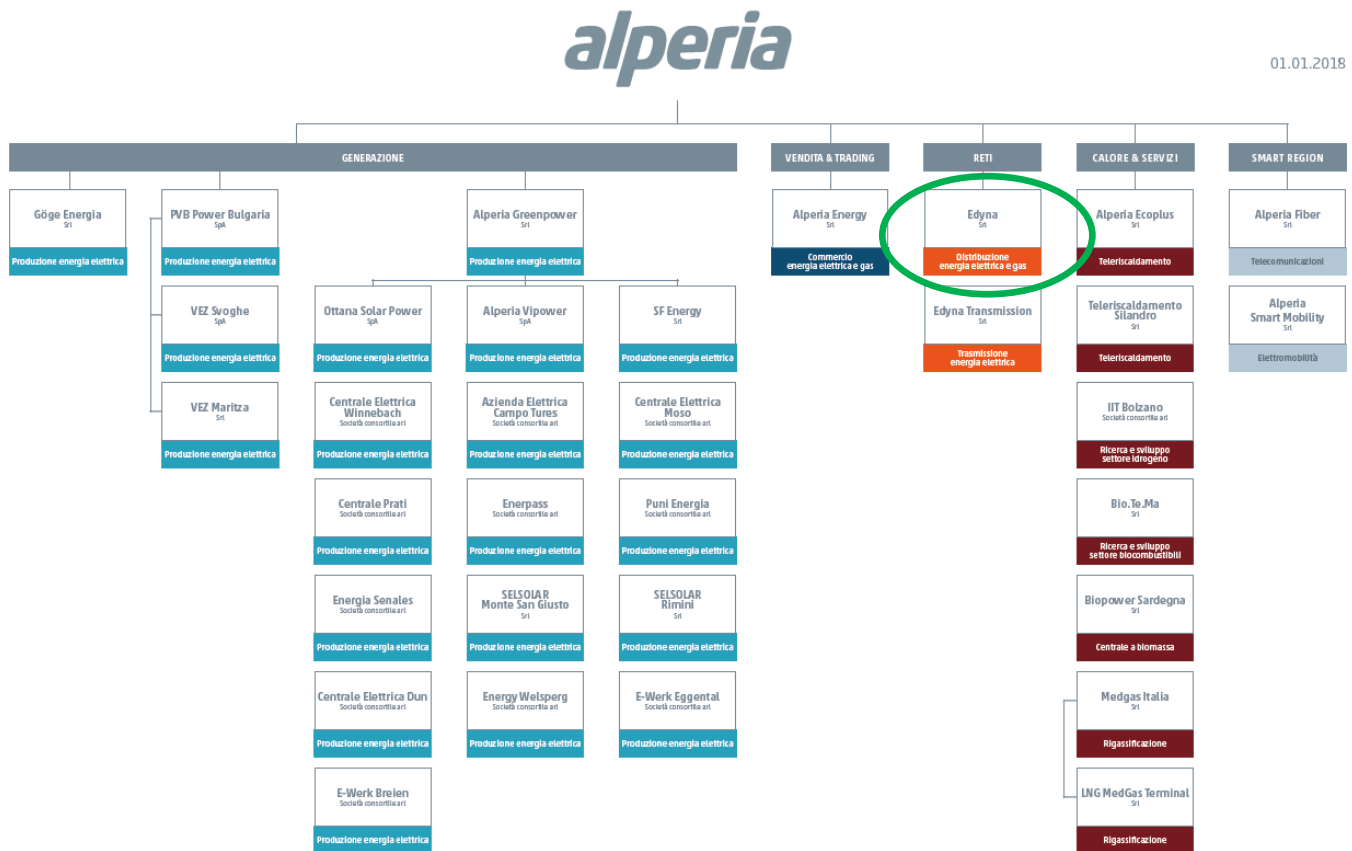 alperia
01.01.2018
GENERAZIONE
VENDITA & TRADING
RETI
CALORE & SERVIZI
SMART REGION
Göge Energia
Srl
Produzione energia elettrica
PVB Power Bulgaria
SpA
Produzione energia elettrica
Alperia Greenpower
Srl
Produzione energia elettrica
Alperia Energy
Srl
Commercio
energia elettrica e gas
Edyna
Srl
Distribuzione
energia elettrica e gas
Alperia Ecoplus
Srl
Teleriscaldamento
Alperia Fiber
Srl
Telecomunicazioni
VEZ Svoghe
SpA
Produzione energia elettrica
Ottana Solar Power
SpA
Produzione energia elettrica
Alperia Vipower
SpA
Produzione energia elettrica
SF Energy
Srl
Produzione energia elettrica
Edyna Transmission
Srl
Trasmissione
energia elettrica
Teleriscaldamento
Silandro
Srl
Teleriscaldamento
Alperia
Smart Mobility
Srl
Elettromobilità
VEZ Maritza
Srl
Produzione energia elettrica
Centrale Elettrica
Winnebach
Società consortile arl
Produzione energia elettrica
Azienda Elettrica
Campo Tures
Società consortile arl
Produzione energia elettrica
Centrale Elettrica
Moso
Società consortile arl
Produzione energia elettrica
IIT Bolzano
Società consortile arl
Ricerca e sviluppo
settore idrogeno
Centrale Prati
Società consortile arl
Produzione energia elettrica
Enerpass
Società consortile arl
Produzione energia elettrica
Puni Energia
Società consortile arl
Produzione energia elettrica
Bio.Te.Ma
Srl
Ricerca e sviluppo
settore biocombustibili
Energia Senales
Società consortile arl
Produzione energia elettrica
SELSOLAR
Monte San Giusto
Srl
Produzione energia elettrica
SELSOLAR
Rimini
Srl
Produzione energia elettrica
Biopower Sardegna
Srl
Centrale a biomassa
Centrale Elettrica Dun
Società consortile arl
Produzione energia elettrica
Energy Welsperg
Società consortile arl
Produzione energia elettrica
E-Werk Eggental
Società consortile arl
Produzione energia elettrica
Medgas Italia
Srl
Rigassificazione
E-Werk Breien
Società consortile arl
Produzione energia elettrica
LNG MedGas Terminal
Srl
Rigassificazione